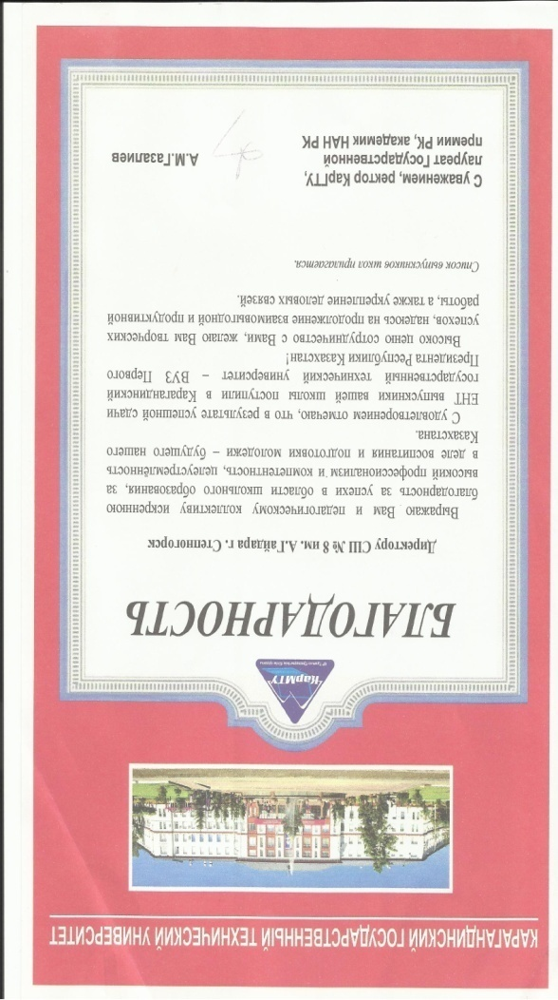 КАРАГАНДИНСКИЙ ГОСУДАРСТВЕННЫЙ ТЕХНИЧЕСКИЙ УНИВЕРСИТЕТ
КарМТУ
БЛАГОДАРНОСТЬ
Директору СШ № 8 им. А.Гайдара г. Степногорск
Выражаю Вам и педагогическому коллективу искреннюю
благодарность за успехи в области школьного образования, за
высокий профессионализм и компетентность, целеустремлённость
в деле воспитания и подготовки молодежи – будущего нашего
Казахстана.
С удовлетворением отмечаю, что в результате успешной сдачи
ЕНТ выпускники вашей школы поступили в Карагандинский
государственный технический университет – ВУЗ Первого
Президента Республики Казахстан!
Высоко ценю сотрудничество с Вами, желаю Вам творческих
успехов, надеюсь на продолжение взаимовыгодной и продуктивной
работы, а также укрепление деловых связей.
Список выпускников школ прилагается.
С уважением, ректор КарГТУ,
лауреат Государственной
премии РК, академик НАН РК
А.М.Газалиев